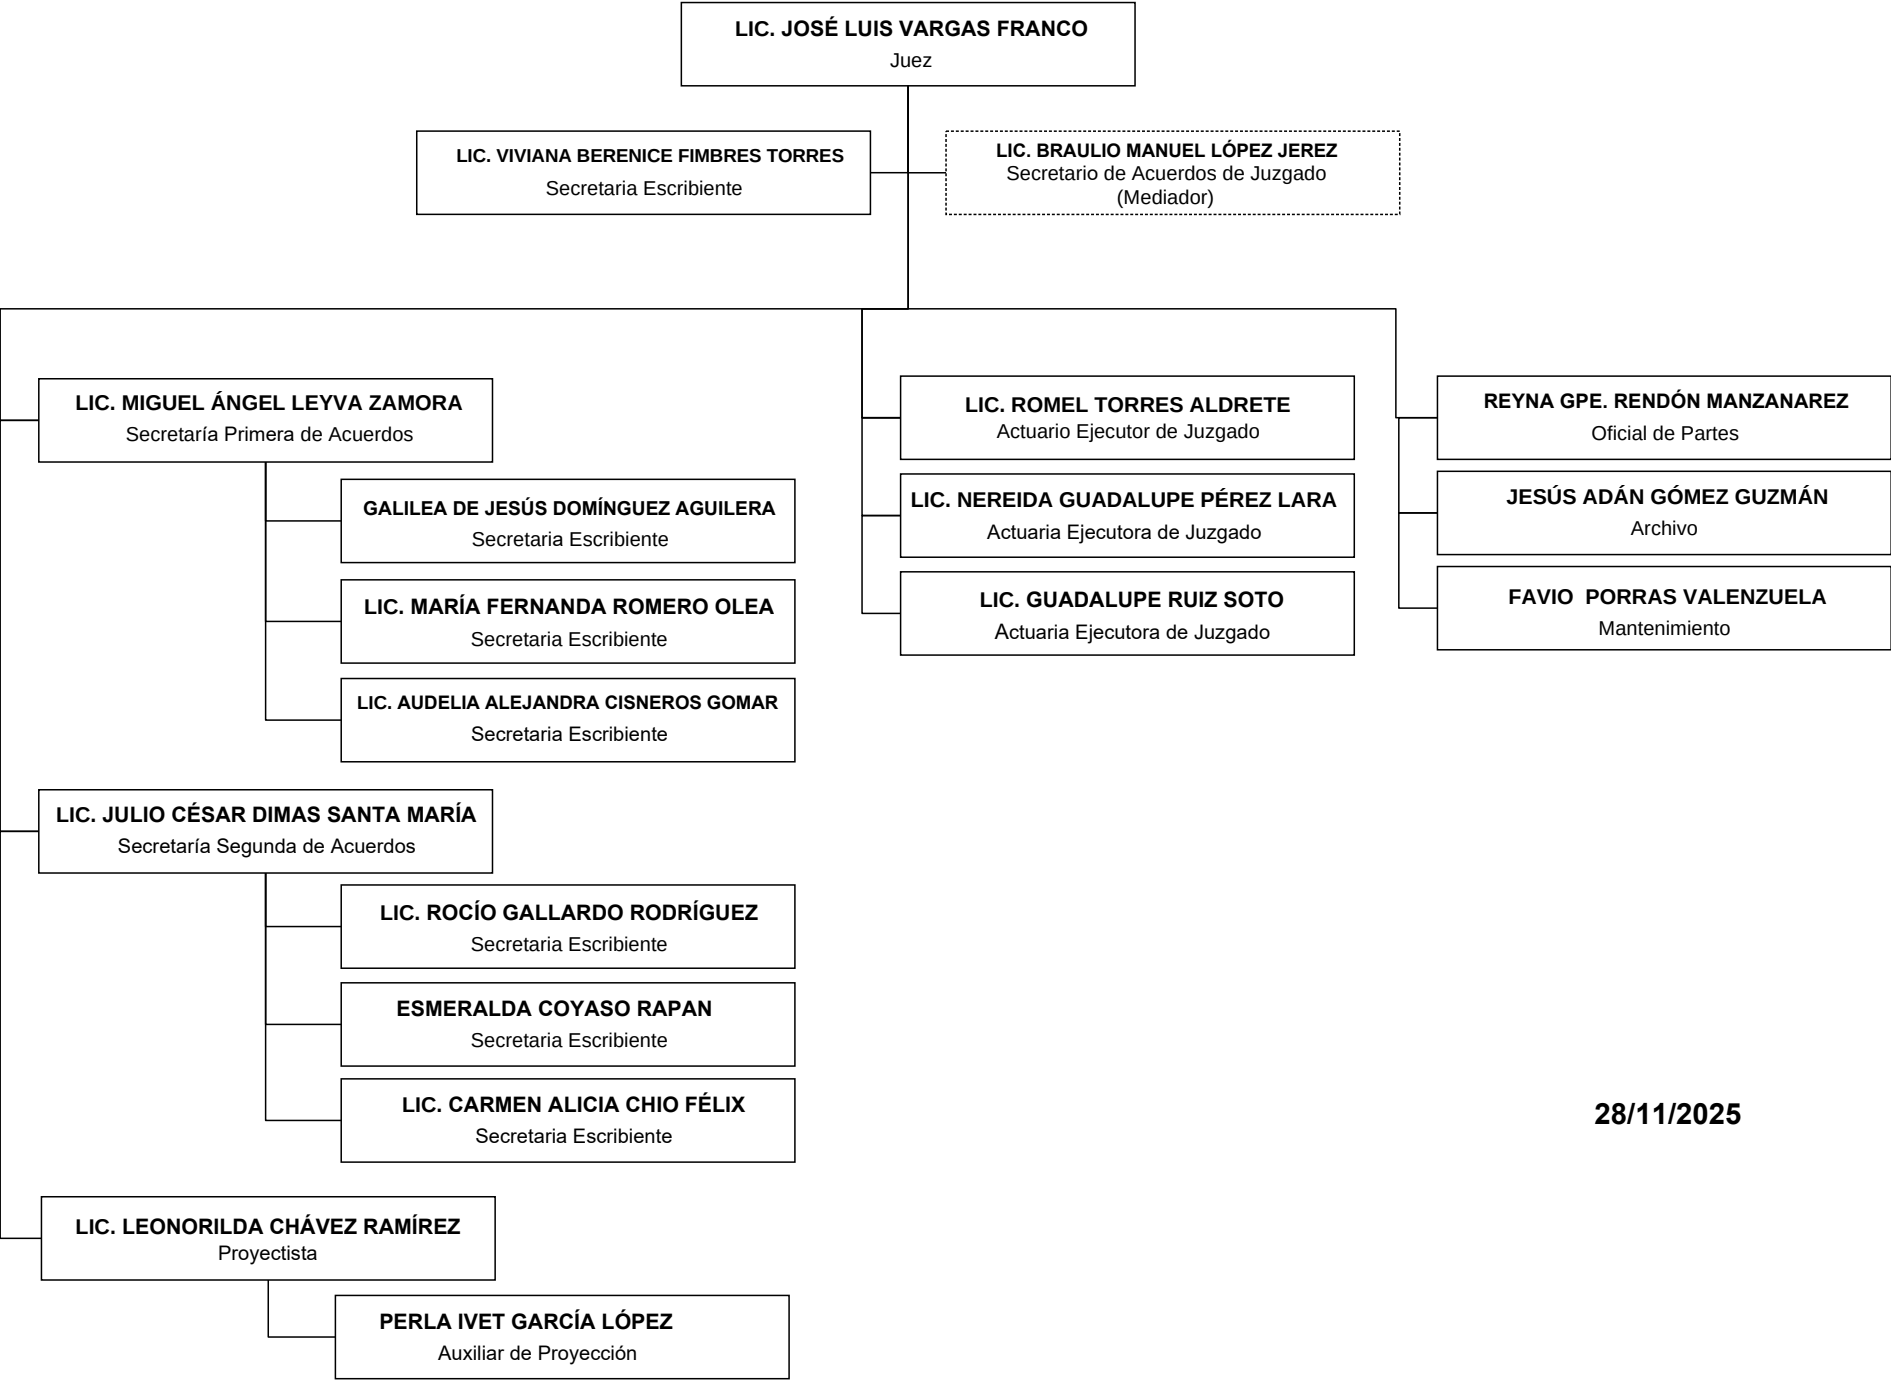 LIC. JOSÉ LUIS VARGAS FRANCO
Juez
LIC. VIVIANA BERENICE FIMBRES TORRES
Secretaria Escribiente
LIC. BRAULIO MANUEL LÓPEZ JEREZ
Secretario de Acuerdos de Juzgado
(Mediador)
LIC. MIGUEL ÁNGEL LEYVA ZAMORA
Secretaría Primera de Acuerdos
GALILEA DE JESÚS DOMÍNGUEZ AGUILERA
Secretaria Escribiente
LIC. MARÍA FERNANDA ROMERO OLEA
Secretaria Escribiente
LIC. AUDELIA ALEJANDRA CISNEROS GOMAR
Secretaria Escribiente
LIC. JULIO CÉSAR DIMAS SANTA MARÍA
Secretaría Segunda de Acuerdos
LIC. ROCÍO GALLARDO RODRÍGUEZ
Secretaria Escribiente
ESMERALDA COYASO RAPAN
Secretaria Escribiente
LIC. CARMEN ALICIA CHIO FÉLIX
Secretaria Escribiente
LIC. LEONORILDA CHÁVEZ RAMÍREZ
Proyectista
PERLA IVET GARCÍA LÓPEZ
Auxiliar de Proyección
LIC. ROMEL TORRES ALDRETE
Actuario Ejecutor de Juzgado
LIC. NEREIDA GUADALUPE PÉREZ LARA
Actuaria Ejecutora de Juzgado
LIC. GUADALUPE RUIZ SOTO
Actuaria Ejecutora de Juzgado
REYNA GPE. RENDÓN MANZANAREZ
Oficial de Partes
JESÚS ADÁN GÓMEZ GUZMÁN
Archivo
FAVIO  PORRAS VALENZUELA
Mantenimiento
28/11/2025